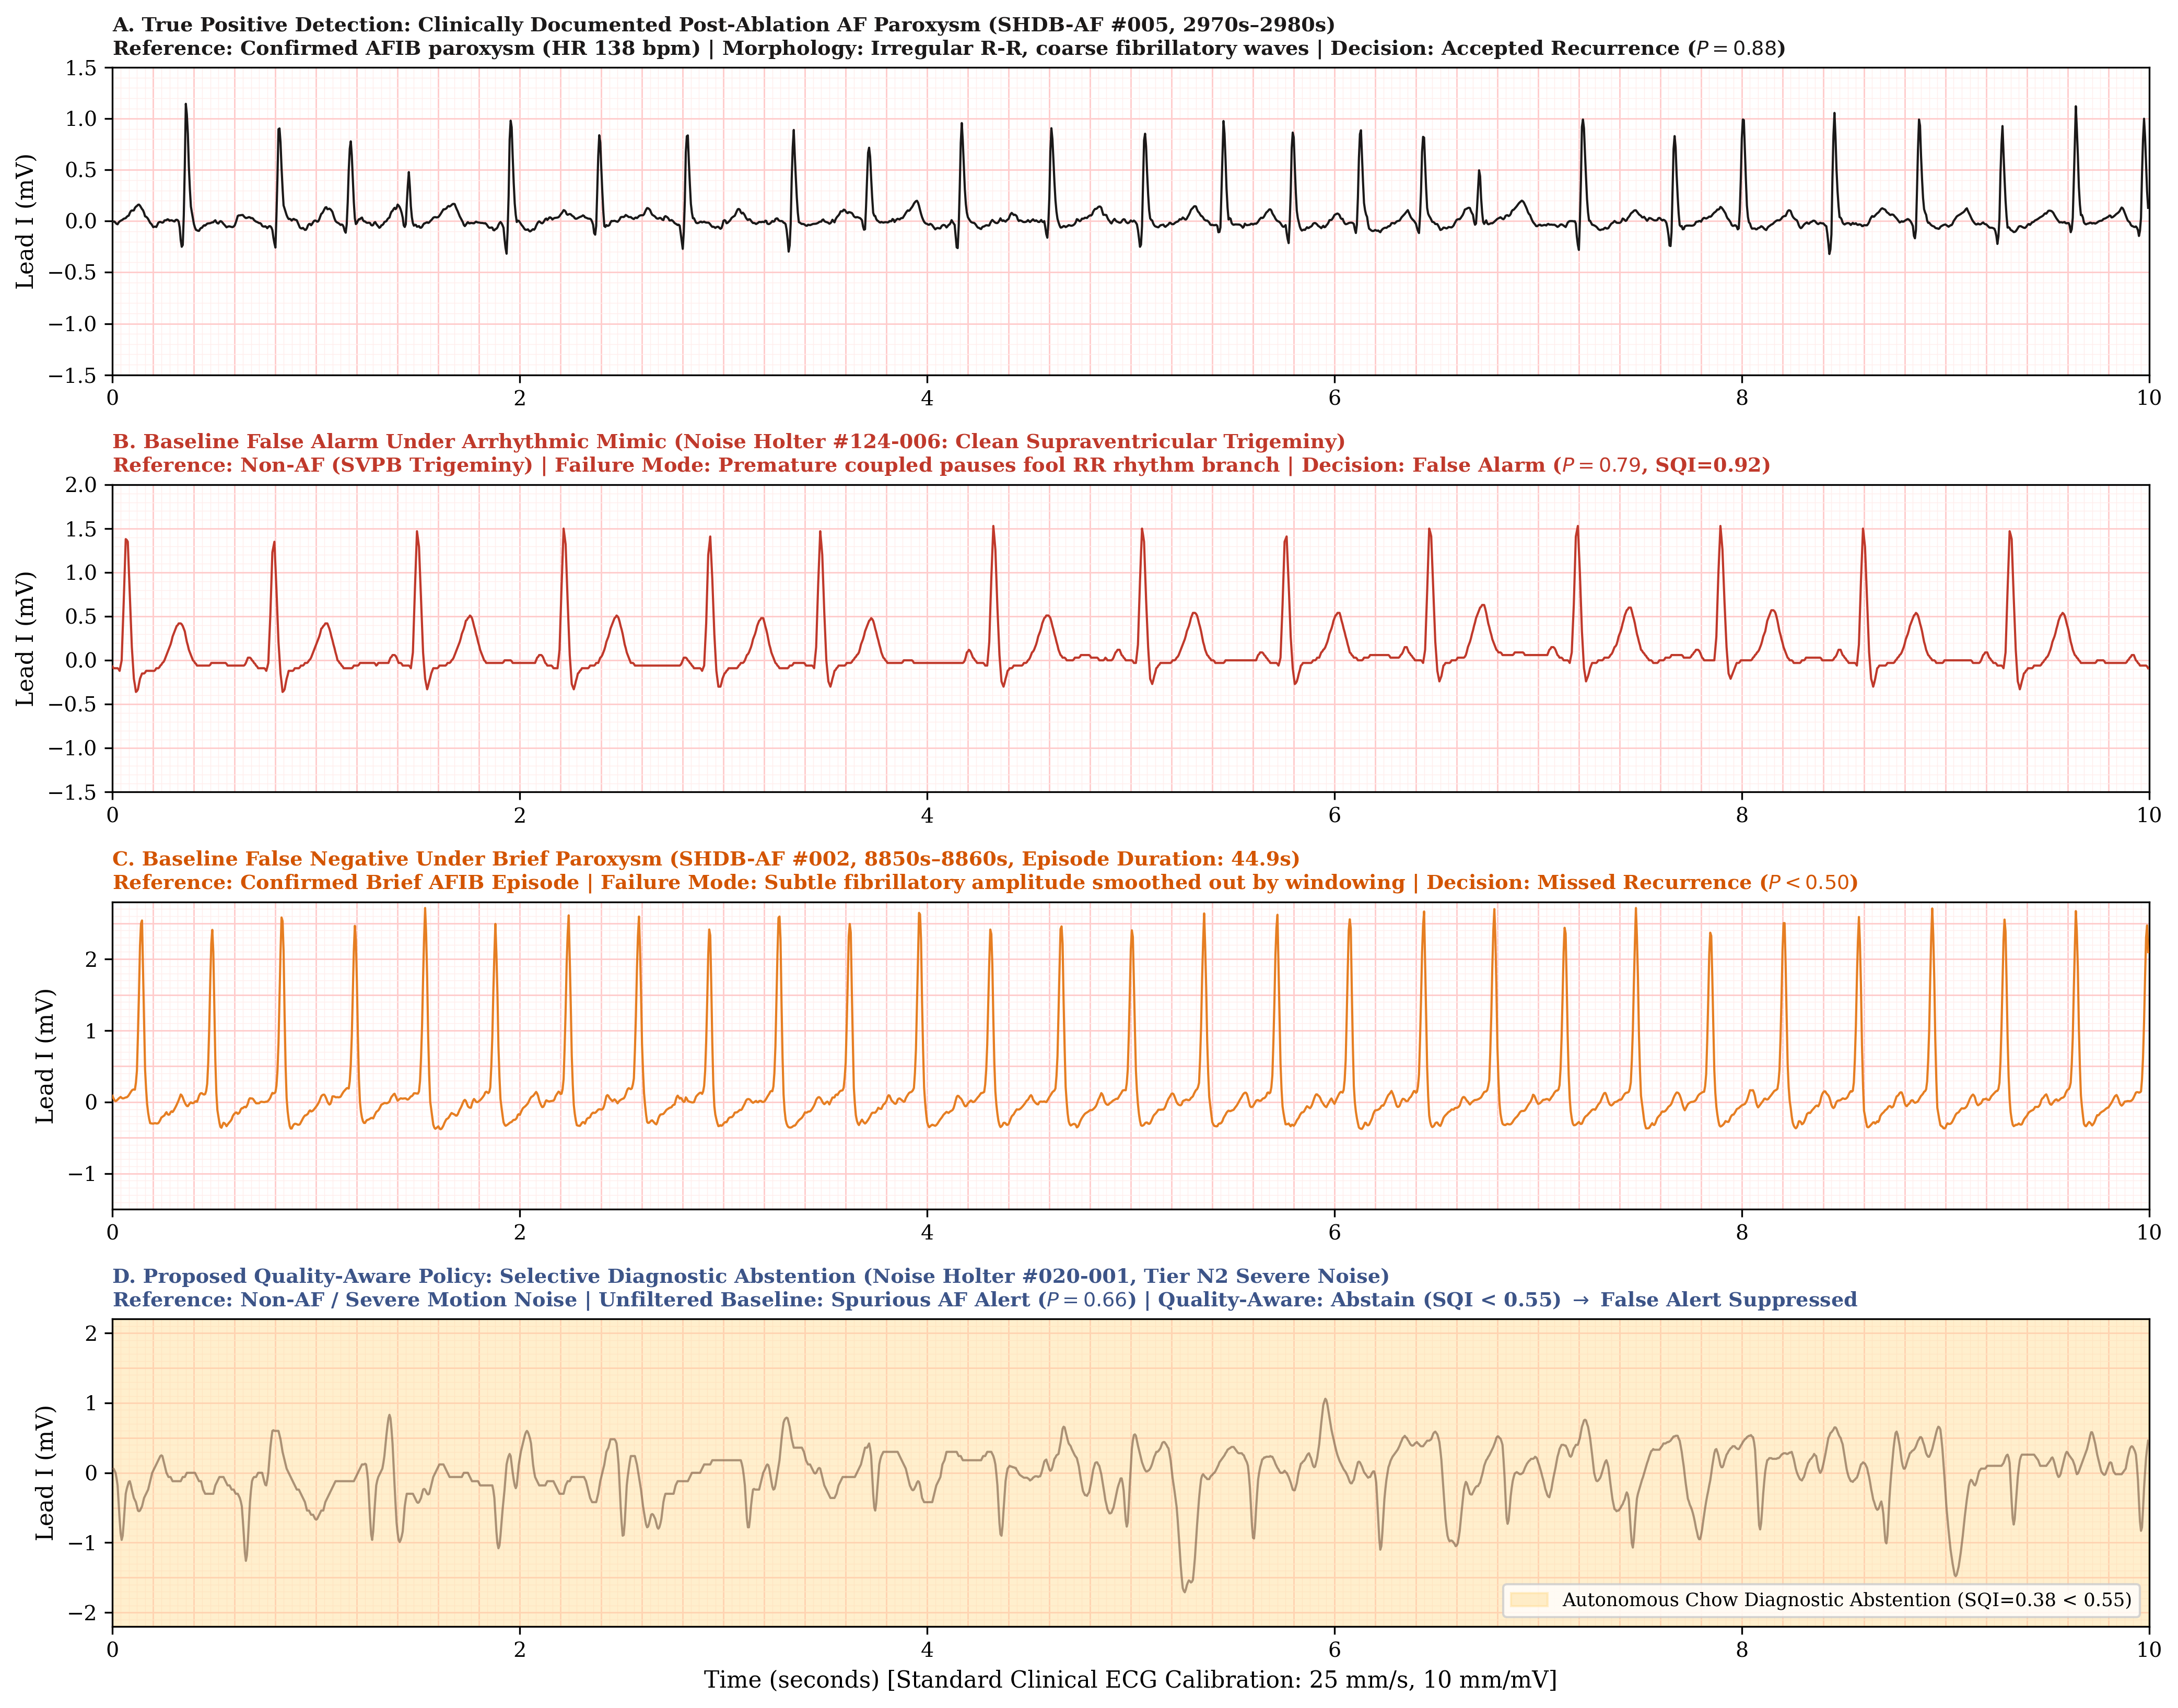 A. True Positive Detection: Clinically Documented Post-Ablation AF Paroxysm (SHDB-AF #005, 2970s–2980s)
Reference: Confirmed AFIB paroxysm (HR 138 bpm) | Morphology: Irregular R-R, coarse fibrillatory waves | Decision: Accepted Recurrence (P = 0.88)
1.5
1.0
0.5
0.0
−0.5
−1.0
−1.5
Lead I (mV)
0 2 4 6 8 10
B. Baseline False Alarm Under Arrhythmic Mimic (Noise Holter #124-006: Clean Supraventricular Trigeminy)
Reference: Non-AF (SVPB Trigeminy) | Failure Mode: Premature coupled pauses fool RR rhythm branch | Decision: False Alarm (P = 0.79, SQI=0.92)
2.0
1.5
1.0
0.5
0.0
−0.5
−1.0
−1.5
Lead I (mV)
0 2 4 6 8 10
C. Baseline False Negative Under Brief Paroxysm (SHDB-AF #002, 8850s–8860s, Episode Duration: 44.9s)
Reference: Confirmed Brief AFIB Episode | Failure Mode: Subtle fibrillatory amplitude smoothed out by windowing | Decision: Missed Recurrence (P < 0.50)
2
1
0
−1
Lead I (mV)
0 2 4 6 8 10
D. Proposed Quality-Aware Policy: Selective Diagnostic Abstention (Noise Holter #020-001, Tier N2 Severe Noise)
Reference: Non-AF / Severe Motion Noise | Unfiltered Baseline: Spurious AF Alert (P = 0.66) | Quality-Aware: Abstain (SQI < 0.55) → False Alert Suppressed
2
1
0
−1
−2
Lead I (mV)
Autonomous Chow Diagnostic Abstention (SQI=0.38 < 0.55)
0 2 4 6 8 10
Time (seconds) [Standard Clinical ECG Calibration: 25 mm/s, 10 mm/mV]